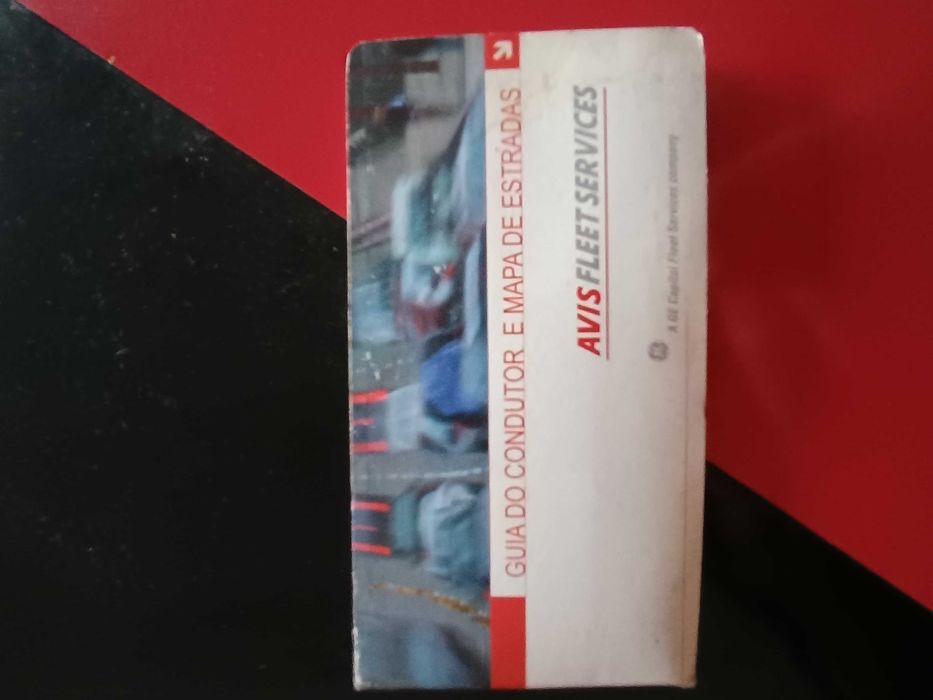 GUIA DO CONDUTOR E MAPA DE ESTRADAS
AVIS FLEET SERVICES
A GE Capital Fleet Services company